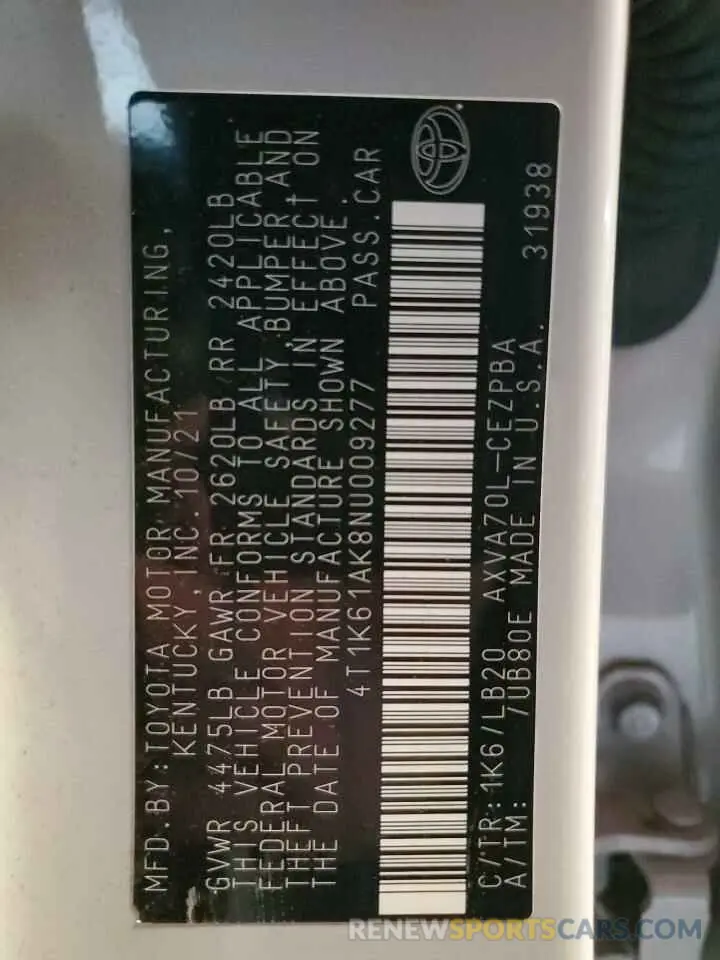 MFD. BY: TOYOTA MOTOR MANUFACTURING,
KENTUCKY, INC. 10/21
GVWR 4475LB GAWR FR 2620LB RR 2420LB
THIS VEHICLE CONFORMS TO ALL APPLICABLE
FEDERAL MOTOR VEHICLE SAFETY, BUMPER, AND
THEFT PREVENTION STANDARDS IN EFFECT ON
THE DATE OF MANUFACTURE SHOWN ABOVE.
4T1K61AK8NU009277 PASS. CAR
C/TR: 1K6/LB20 AXVA70L-CEZPBA
A/TM: /UB80E MADE IN U.S.A. 31938
RENEWSPORTSCARS.COM